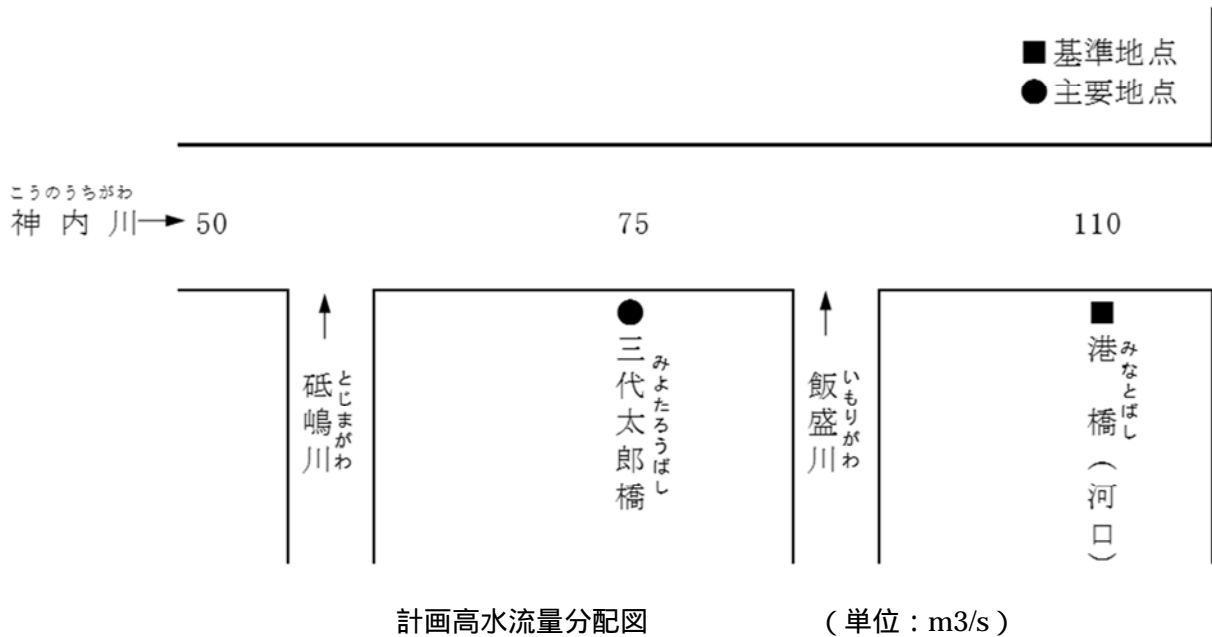 ■基準地点
●主要地点
こうのうちがわ
神内川→ 50
75
110
砥嶋川
とじまがわ
●三代太郎橋
みよたろうばし
飯盛川
いもりがわ
■港橋（河口）
みなとばし
計画高水流量分配図 （単位：m3/s）